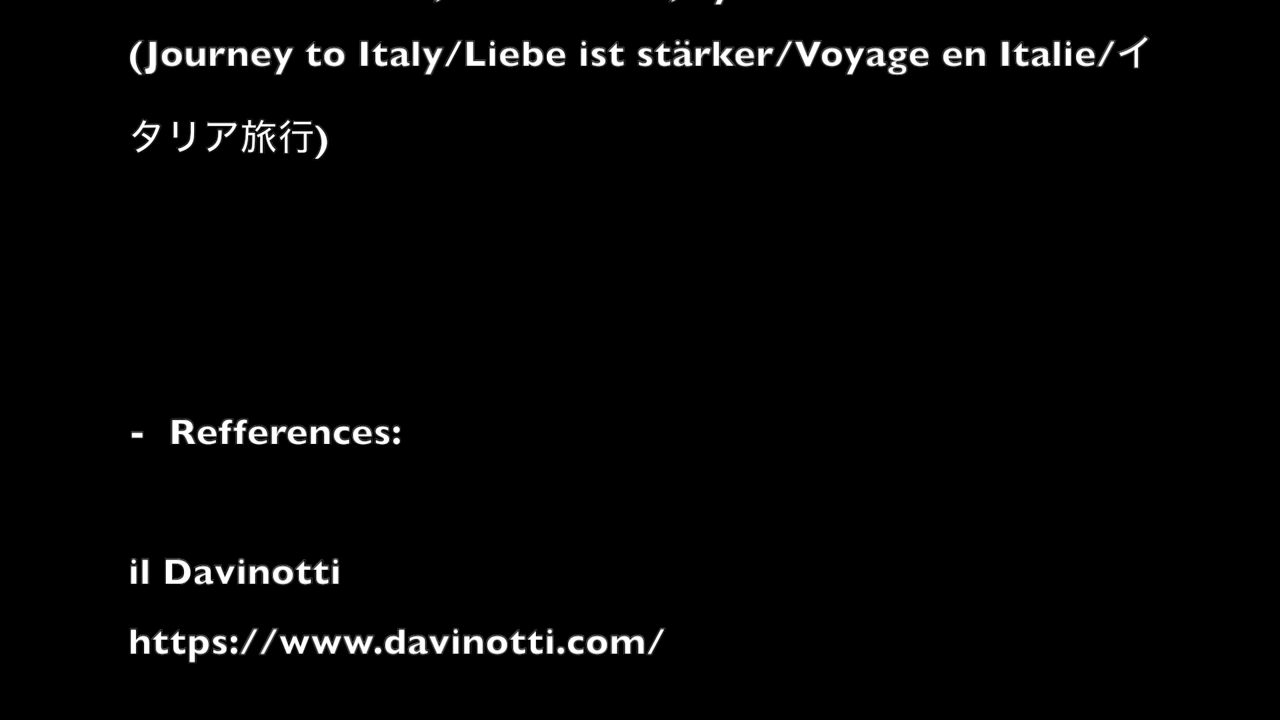 (Journey to Italy/Liebe ist stärker/Voyage en Italie/イ
タリア旅行)
- Refferences:
il Davinotti
https://www.davinotti.com/